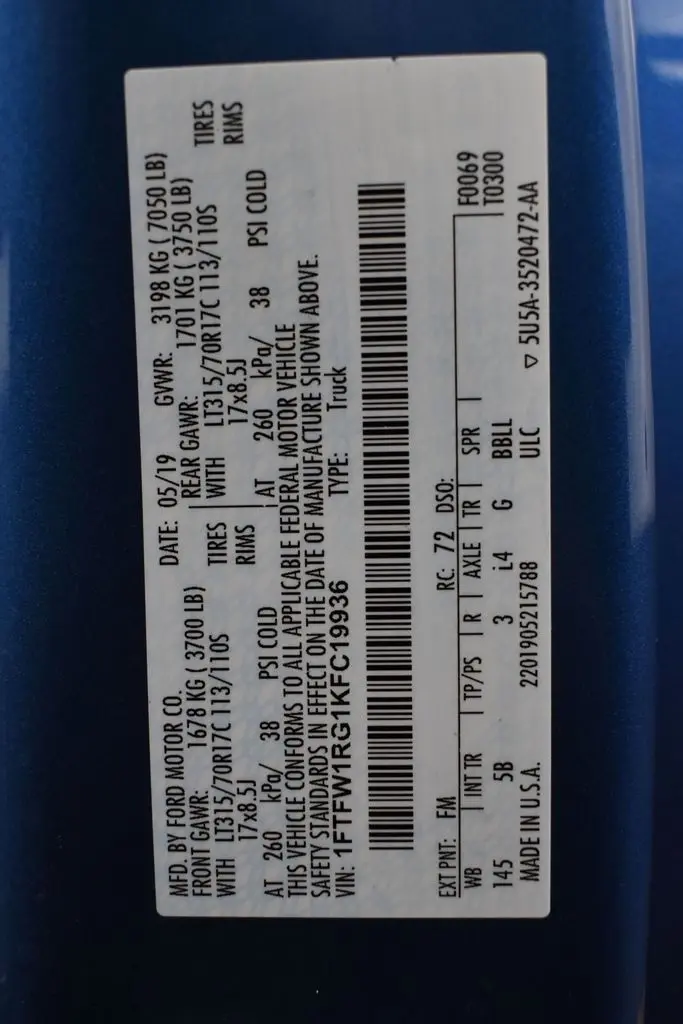 MFD. BY FORD MOTOR CO.
DATE: 05/19 GVWR: 3198 KG ( 7050 LB)
FRONT GAWR: 1678 KG ( 3700 LB)
REAR GAWR: 1701 KG ( 3750 LB)
WITH LT315/70R17C 113/110S TIRES
WITH LT315/70R17C 113/110S TIRES
17x8.5J RIMS
17x8.5J RIMS
AT 260 kPa/ 38 PSI COLD
AT 260 kPa/ 38 PSI COLD
THIS VEHICLE CONFORMS TO ALL APPLICABLE FEDERAL MOTOR VEHICLE
SAFETY STANDARDS IN EFFECT ON THE DATE OF MANUFACTURE SHOWN ABOVE.
VIN: 1FTFW1RG1KFC19936 TYPE: Truck
EXT PNT: FM RC: 72 DSO:
F0069
WB INT TR TP/PS R AXLE TR SPR T0300
145 5B 3 L4 G BBLL
ULC
MADE IN U.S.A. 2201905215788 ▽ 5U5A-3520472-AA